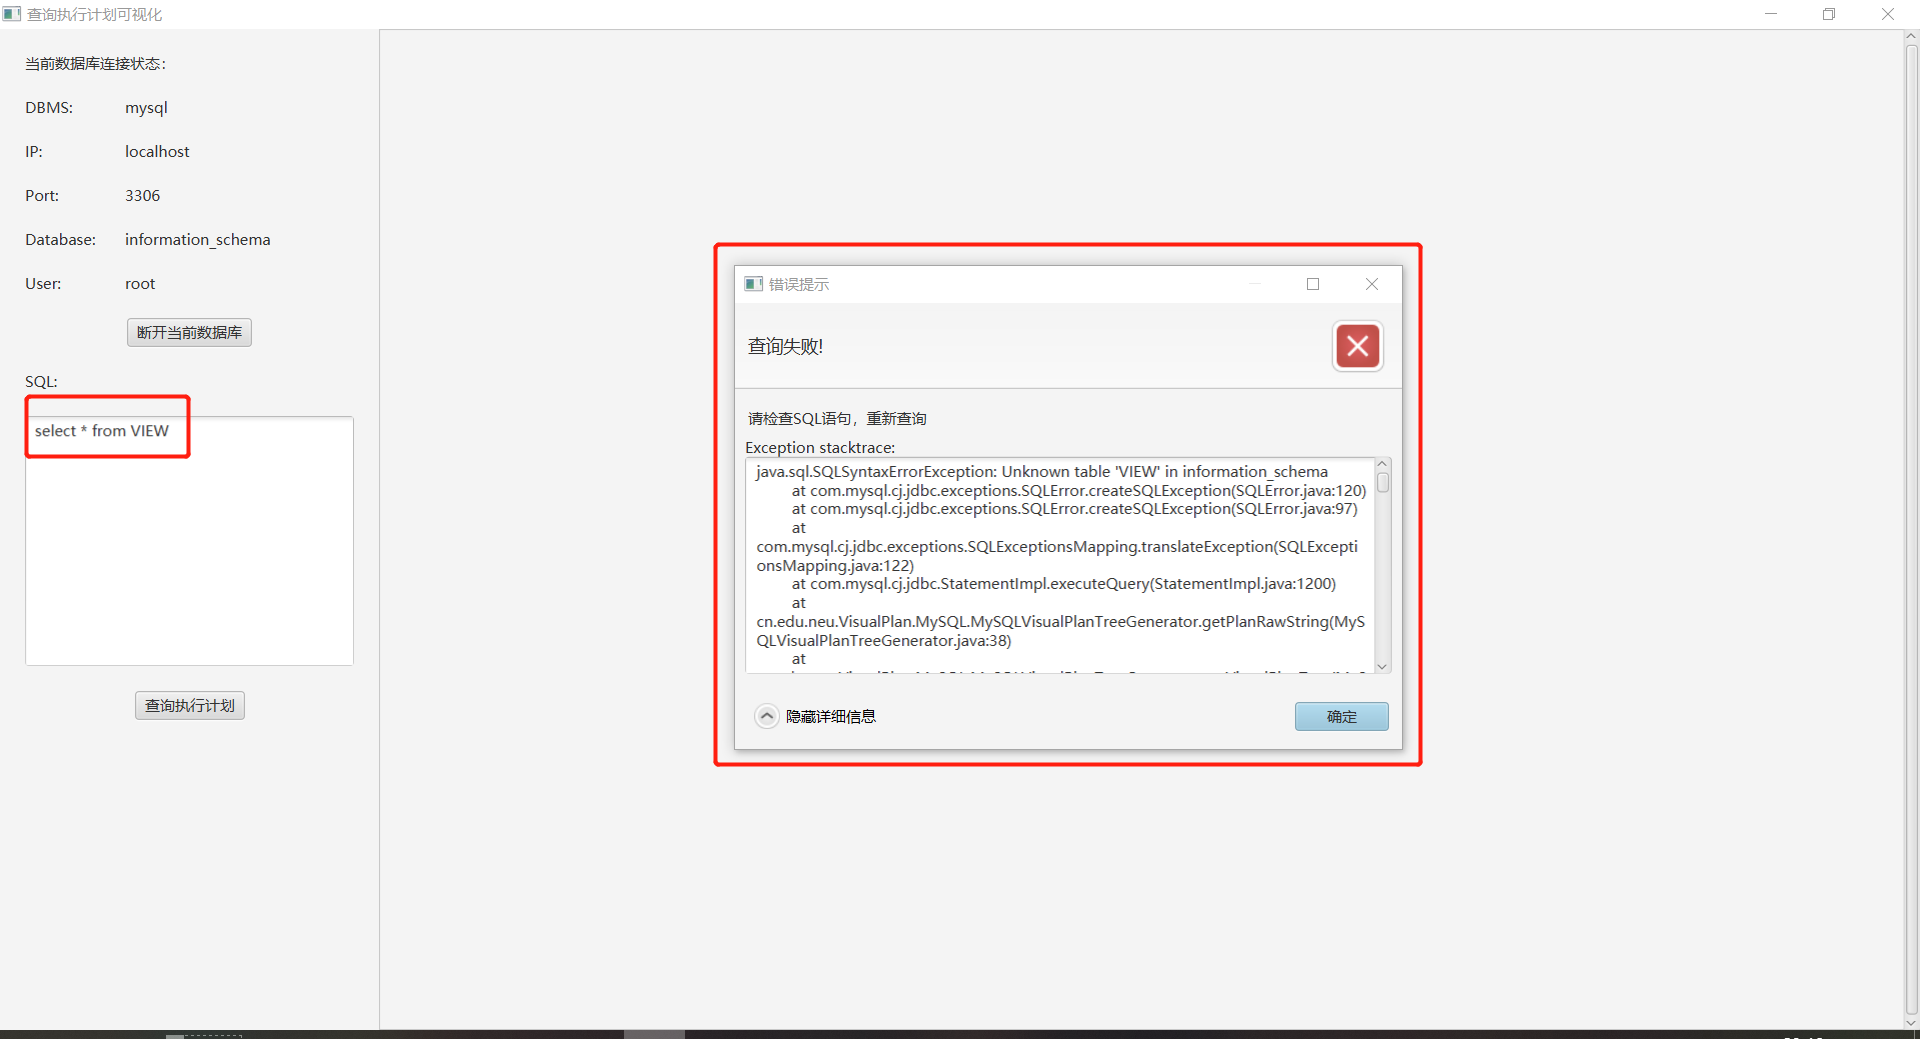 查询执行计划可视化
当前数据库连接状态：
DBMS: mysql
IP: localhost
Port: 3306
Database: information_schema
User: root
断开当前数据库
SQL:
select * from VIEW
查询执行计划
错误提示
查询失败!
请检查SQL语句，重新查询
Exception stacktrace:
java.sql.SQLSyntaxErrorException: Unknown table 'VIEW' in information_schema
at com.mysql.cj.jdbc.exceptions.SQLError.createSQLException(SQLError.java:120)
at com.mysql.cj.jdbc.exceptions.SQLError.createSQLException(SQLError.java:97)
at
com.mysql.cj.jdbc.exceptions.SQLExceptionsMapping.translateException(SQLExcepti
onsMapping.java:122)
at com.mysql.cj.jdbc.StatementImpl.executeQuery(StatementImpl.java:1200)
at
cn.edu.neu.VisualPlan.MySQL.MySQLVisualPlanTreeGenerator.getPlanRawString(MyS
QLVisualPlanTreeGenerator.java:38)
at
隐藏详细信息
确定